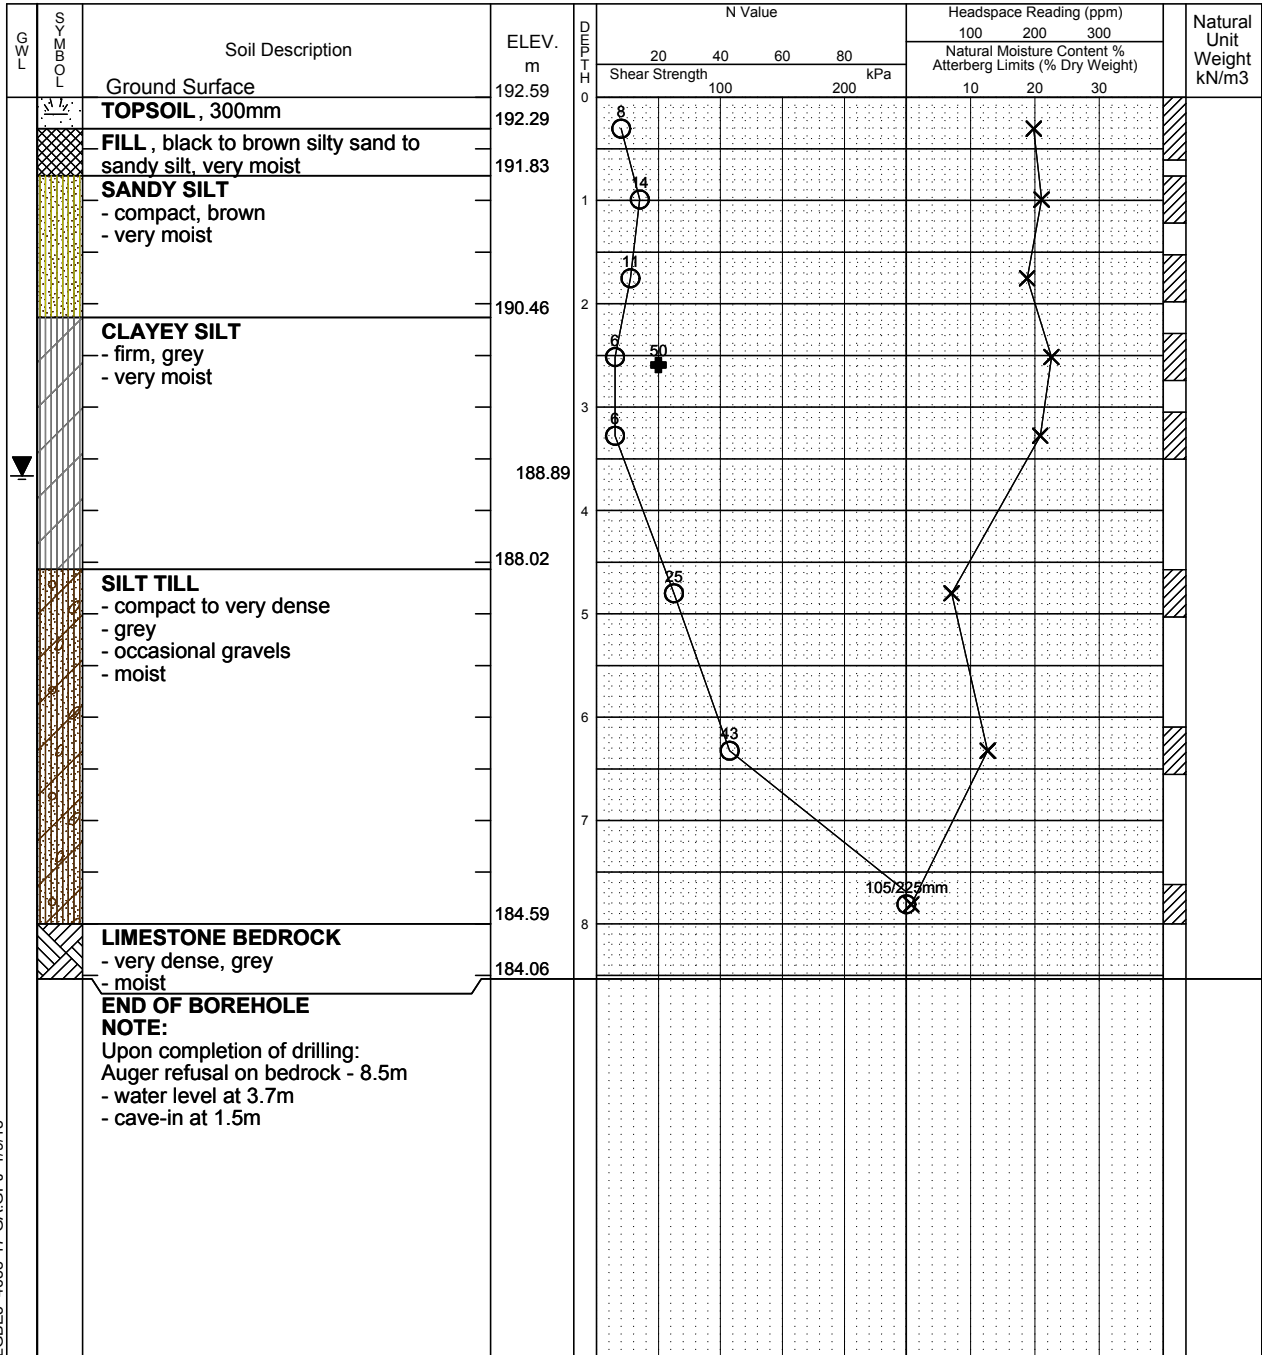 GWL
SYMBOL
Soil Description
Ground Surface
ELEV.
m
192.59
DEPTH
N Value
20 40 60 80
Shear Strength kPa
100 200
Headspace Reading (ppm)
100 200 300
Natural Moisture Content %
Atterberg Limits (% Dry Weight)
10 20 30
Natural
Unit
Weight
kN/m3
0
TOPSOIL , 300mm
192.29
8
FILL , black to brown silty sand to
sandy silt, very moist
191.83
SANDY SILT
- compact, brown
- very moist
14
1
11
190.46
2
CLAYEY SILT
- firm, grey
- very moist
6
50
3
6
188.89
4
188.02
SILT TILL
- compact to very dense
- grey
- occasional gravels
- moist
25
5
6
43
7
105/225mm
184.59
8
LIMESTONE BEDROCK
- very dense, grey
- moist
184.06
END OF BOREHOLE
NOTE:
Upon completion of drilling:
Auger refusal on bedrock - 8.5m
- water level at 3.7m
- cave-in at 1.5m